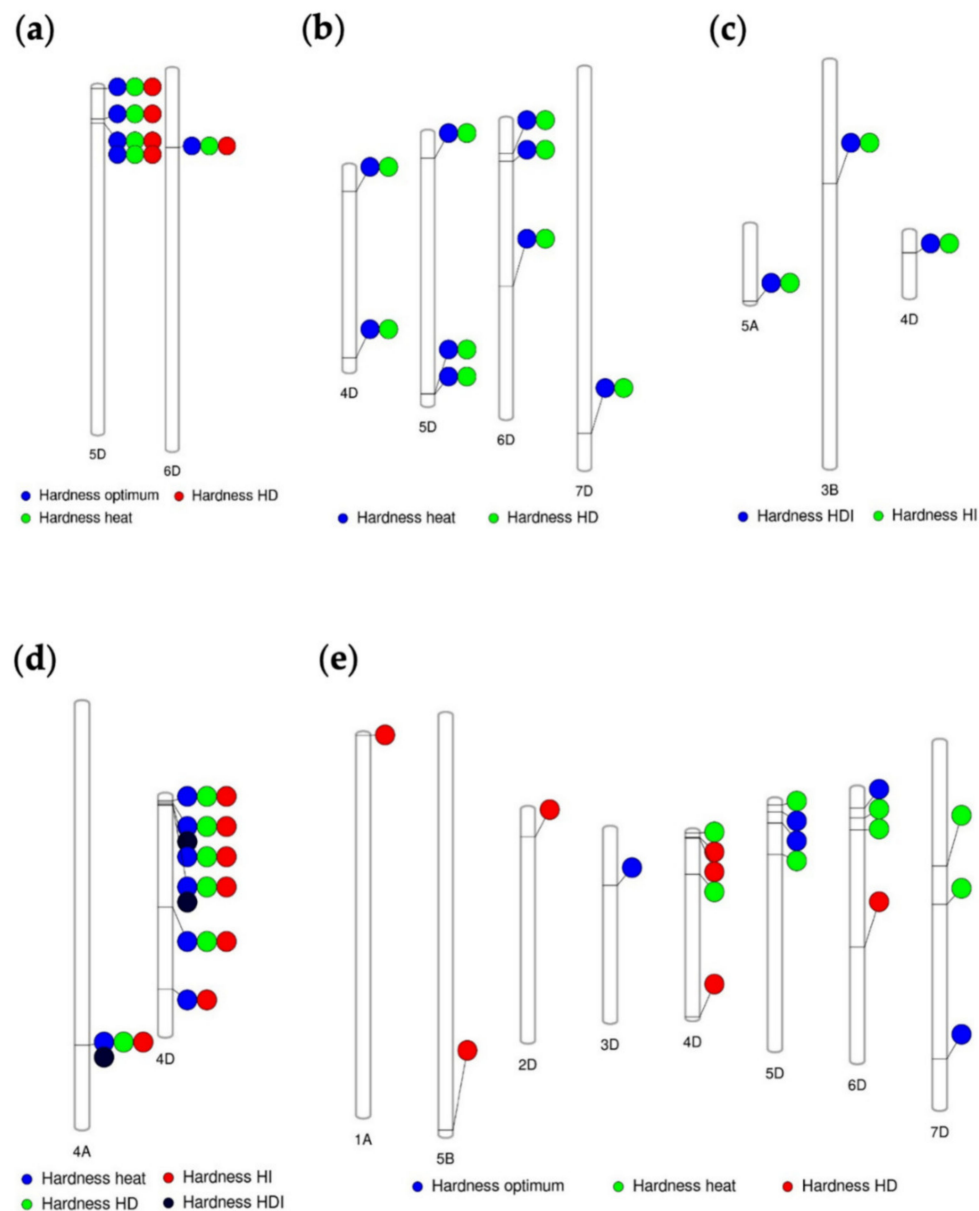 (a)
(b)
(c)
5D
6D
Hardness optimum Hardness HD
Hardness heat
4D
5D
6D
7D
Hardness heat Hardness HD
5A
3B
4D
Hardness HDI Hardness HI
(d)
(e)
4A
4D
Hardness heat Hardness HI
Hardness HD Hardness HDI
1A
5B
2D
3D
4D
5D
6D
7D
Hardness optimum Hardness heat Hardness HD